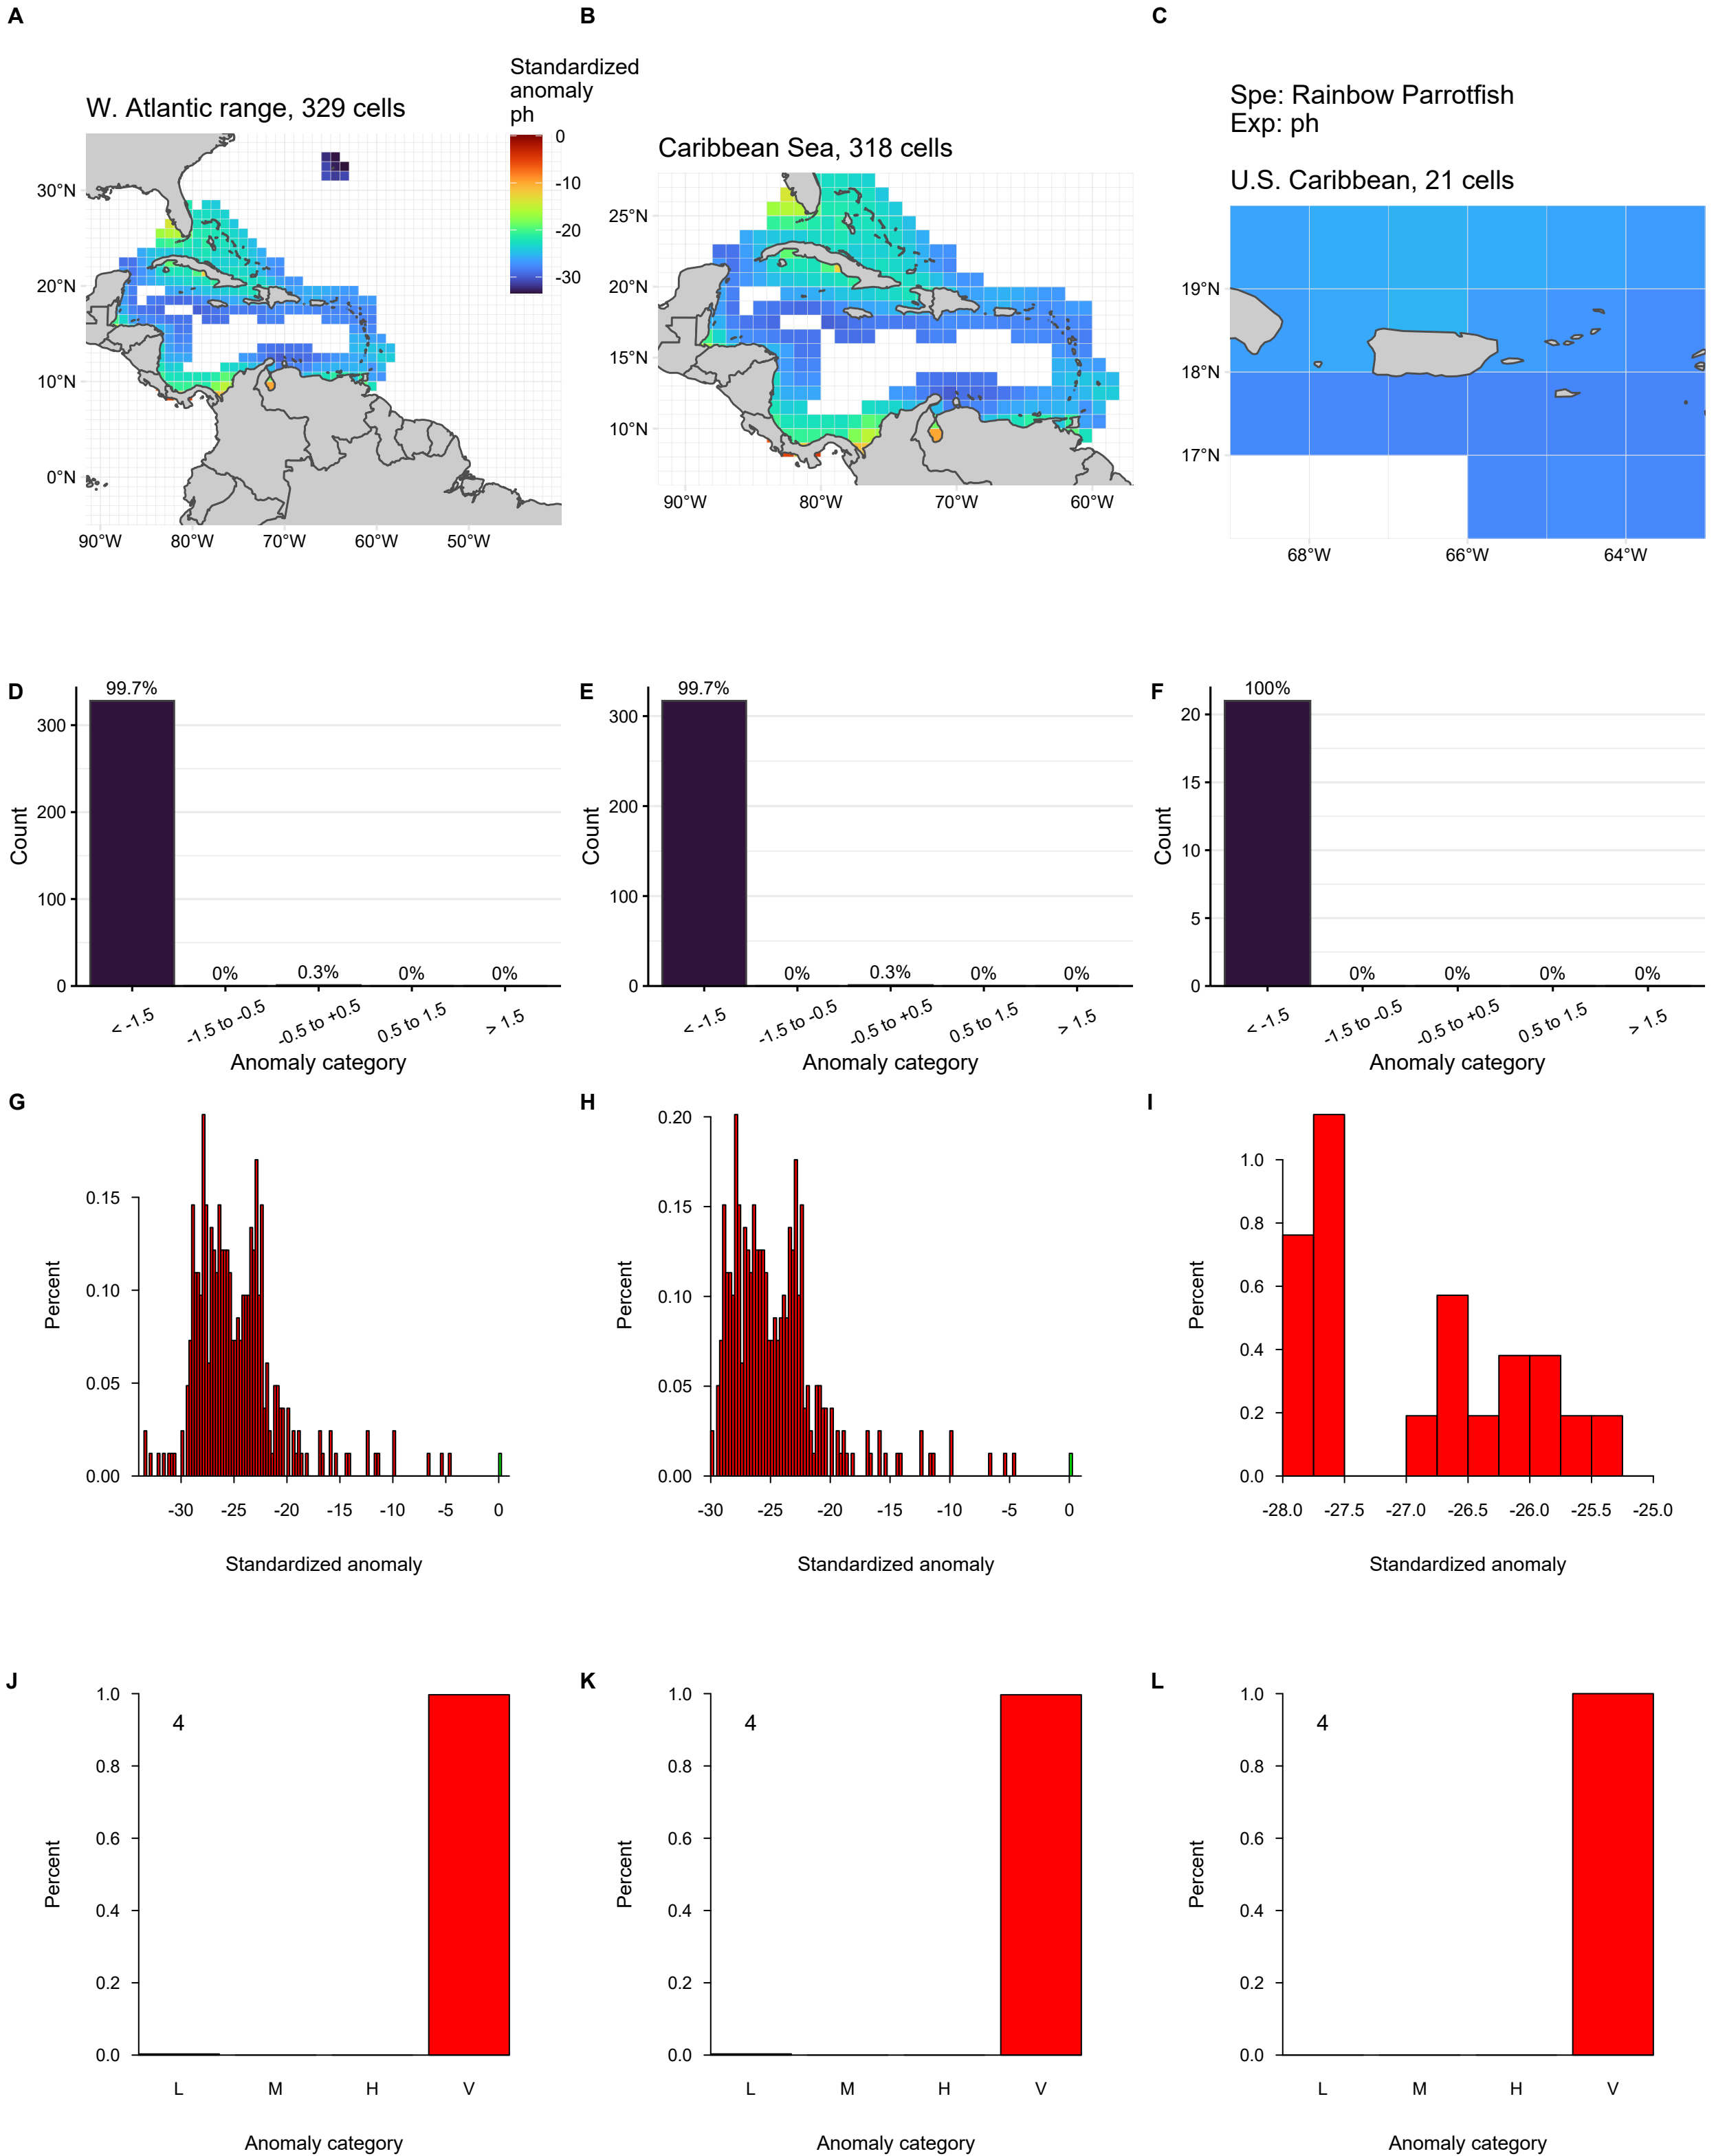 A
B
C
Standardized
anomaly
ph
0
-10
-20
-30
W. Atlantic range, 329 cells
30°N
20°N
10°N
0°N
90°W 80°W 70°W 60°W 50°W
Caribbean Sea, 318 cells
25°N
20°N
15°N
10°N
90°W 80°W 70°W 60°W
Spe: Rainbow Parrotfish
Exp: ph
U.S. Caribbean, 21 cells
19°N
18°N
17°N
68°W 66°W 64°W
D
Count
300
200
100
0
99.7% 0% 0.3% 0% 0%
< -1.5 -1.5 to -0.5 -0.5 to +0.5 0.5 to 1.5 > 1.5
Anomaly category
E
Count
300
200
100
0
99.7% 0% 0.3% 0% 0%
< -1.5 -1.5 to -0.5 -0.5 to +0.5 0.5 to 1.5 > 1.5
Anomaly category
F
Count
20
15
10
5
0
100% 0% 0% 0% 0%
< -1.5 -1.5 to -0.5 -0.5 to +0.5 0.5 to 1.5 > 1.5
Anomaly category
G
Percent
0.15
0.10
0.05
0.00
-30 -25 -20 -15 -10 -5 0
Standardized anomaly
H
Percent
0.20
0.15
0.10
0.05
0.00
-30 -25 -20 -15 -10 -5 0
Standardized anomaly
I
Percent
1.0
0.8
0.6
0.4
0.2
0.0
-28.0 -27.5 -27.0 -26.5 -26.0 -25.5 -25.0
Standardized anomaly
J
4
Percent
1.0
0.8
0.6
0.4
0.2
0.0
L M H V
Anomaly category
K
4
Percent
1.0
0.8
0.6
0.4
0.2
0.0
L M H V
Anomaly category
L
4
Percent
1.0
0.8
0.6
0.4
0.2
0.0
L M H V
Anomaly category